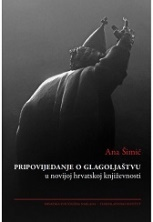 Ana Šimić
PRIPOVIJEDANJE O GLAGOLJAŠTVU
u novijoj hrvatskoj književnosti